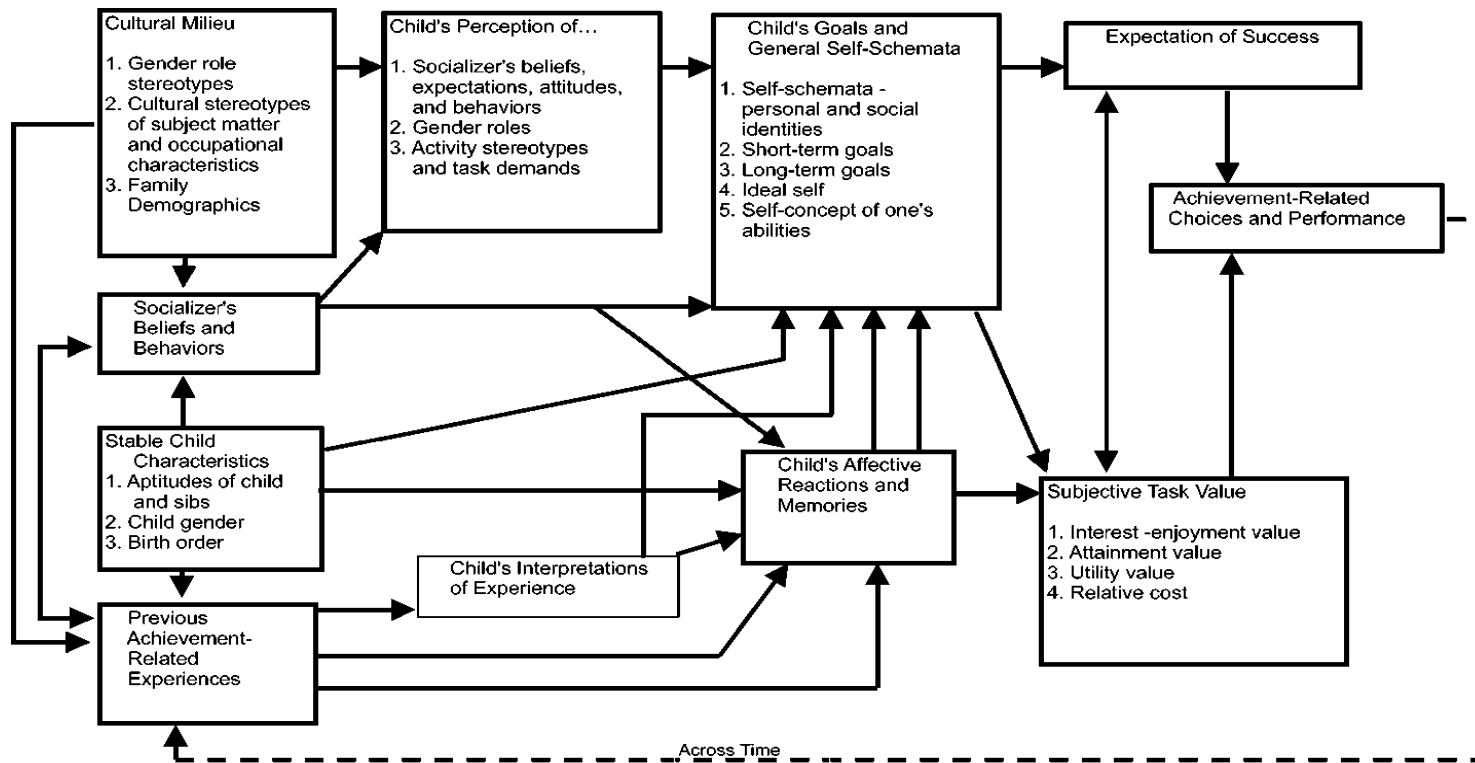 Cultural Milieu
1. Gender role
stereotypes
2. Cultural stereotypes
of subject matter
and occupational
characteristics
3. Family
Demographics
Child's Perception of...
1. Socializer's beliefs,
expectations, attitudes,
and behaviors
2. Gender roles
3. Activity stereotypes
and task demands
Child's Goals and
General Self-Schemata
1. Self-schemata -
personal and social
identities
2. Short-term goals
3. Long-term goals
4. Ideal self
5. Self-concept of one's
abilities
Expectation of Success
Achievement-Related
Choices and Performance
Socializer's
Beliefs and
Behaviors
Stable Child
Characteristics
1. Aptitudes of child
and sibs
2. Child gender
3. Birth order
Child's Affective
Reactions and
Memories
Subjective Task Value
1. Interest -enjoyment value
2. Attainment value
3. Utility value
4. Relative cost
Child's Interpretations
of Experience
Previous
Achievement-
Related
Experiences
Across Time